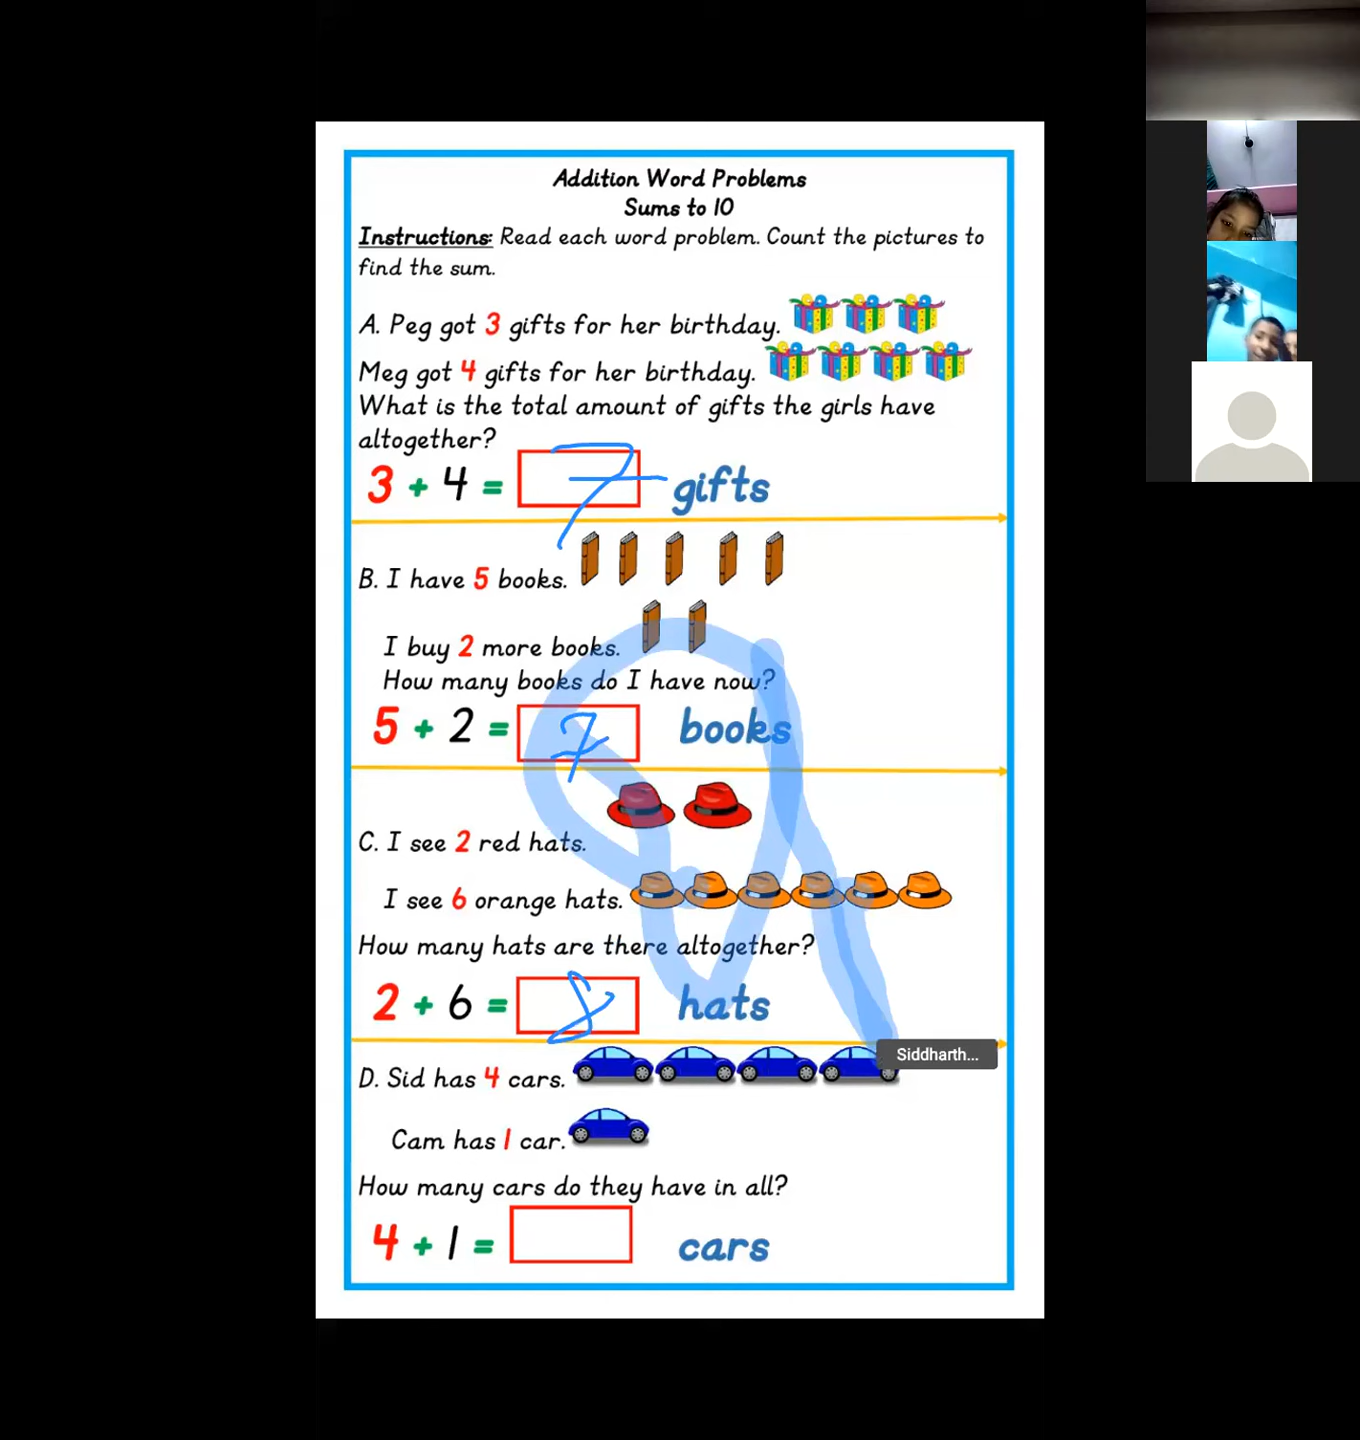 Addition Word Problems
Sums to 10
Instructions: Read each word problem. Count the pictures to
find the sum.
A. Peg got 3 gifts for her birthday.
Meg got 4 gifts for her birthday.
What is the total amount of gifts the girls have
altogether?
3 + 4 = 7 gifts
B. I have 5 books.
I buy 2 more books.
How many books do I have now?
5 + 2 = 7 books
C. I see 2 red hats.
I see 6 orange hats.
How many hats are there altogether?
2 + 6 = 8 hats
Siddharth...
D. Sid has 4 cars.
Cam has 1 car.
How many cars do they have in all?
4 + 1 = cars